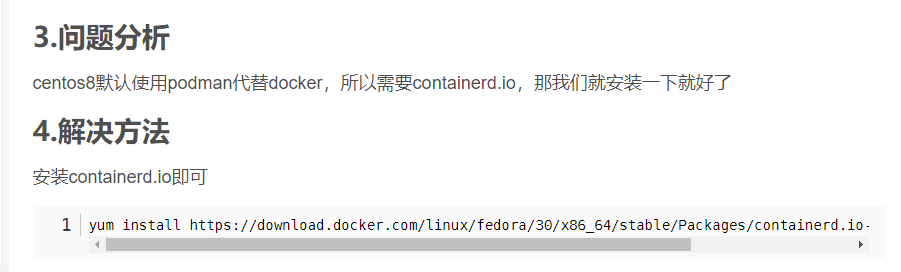 3.问题分析
centos8默认使用podman代替docker，所以需要containerd.io，那我们就安装一下就好了
4.解决方法
安装containerd.io即可
1 yum install https://download.docker.com/linux/fedora/30/x86_64/stable/Packages/containerd.io-